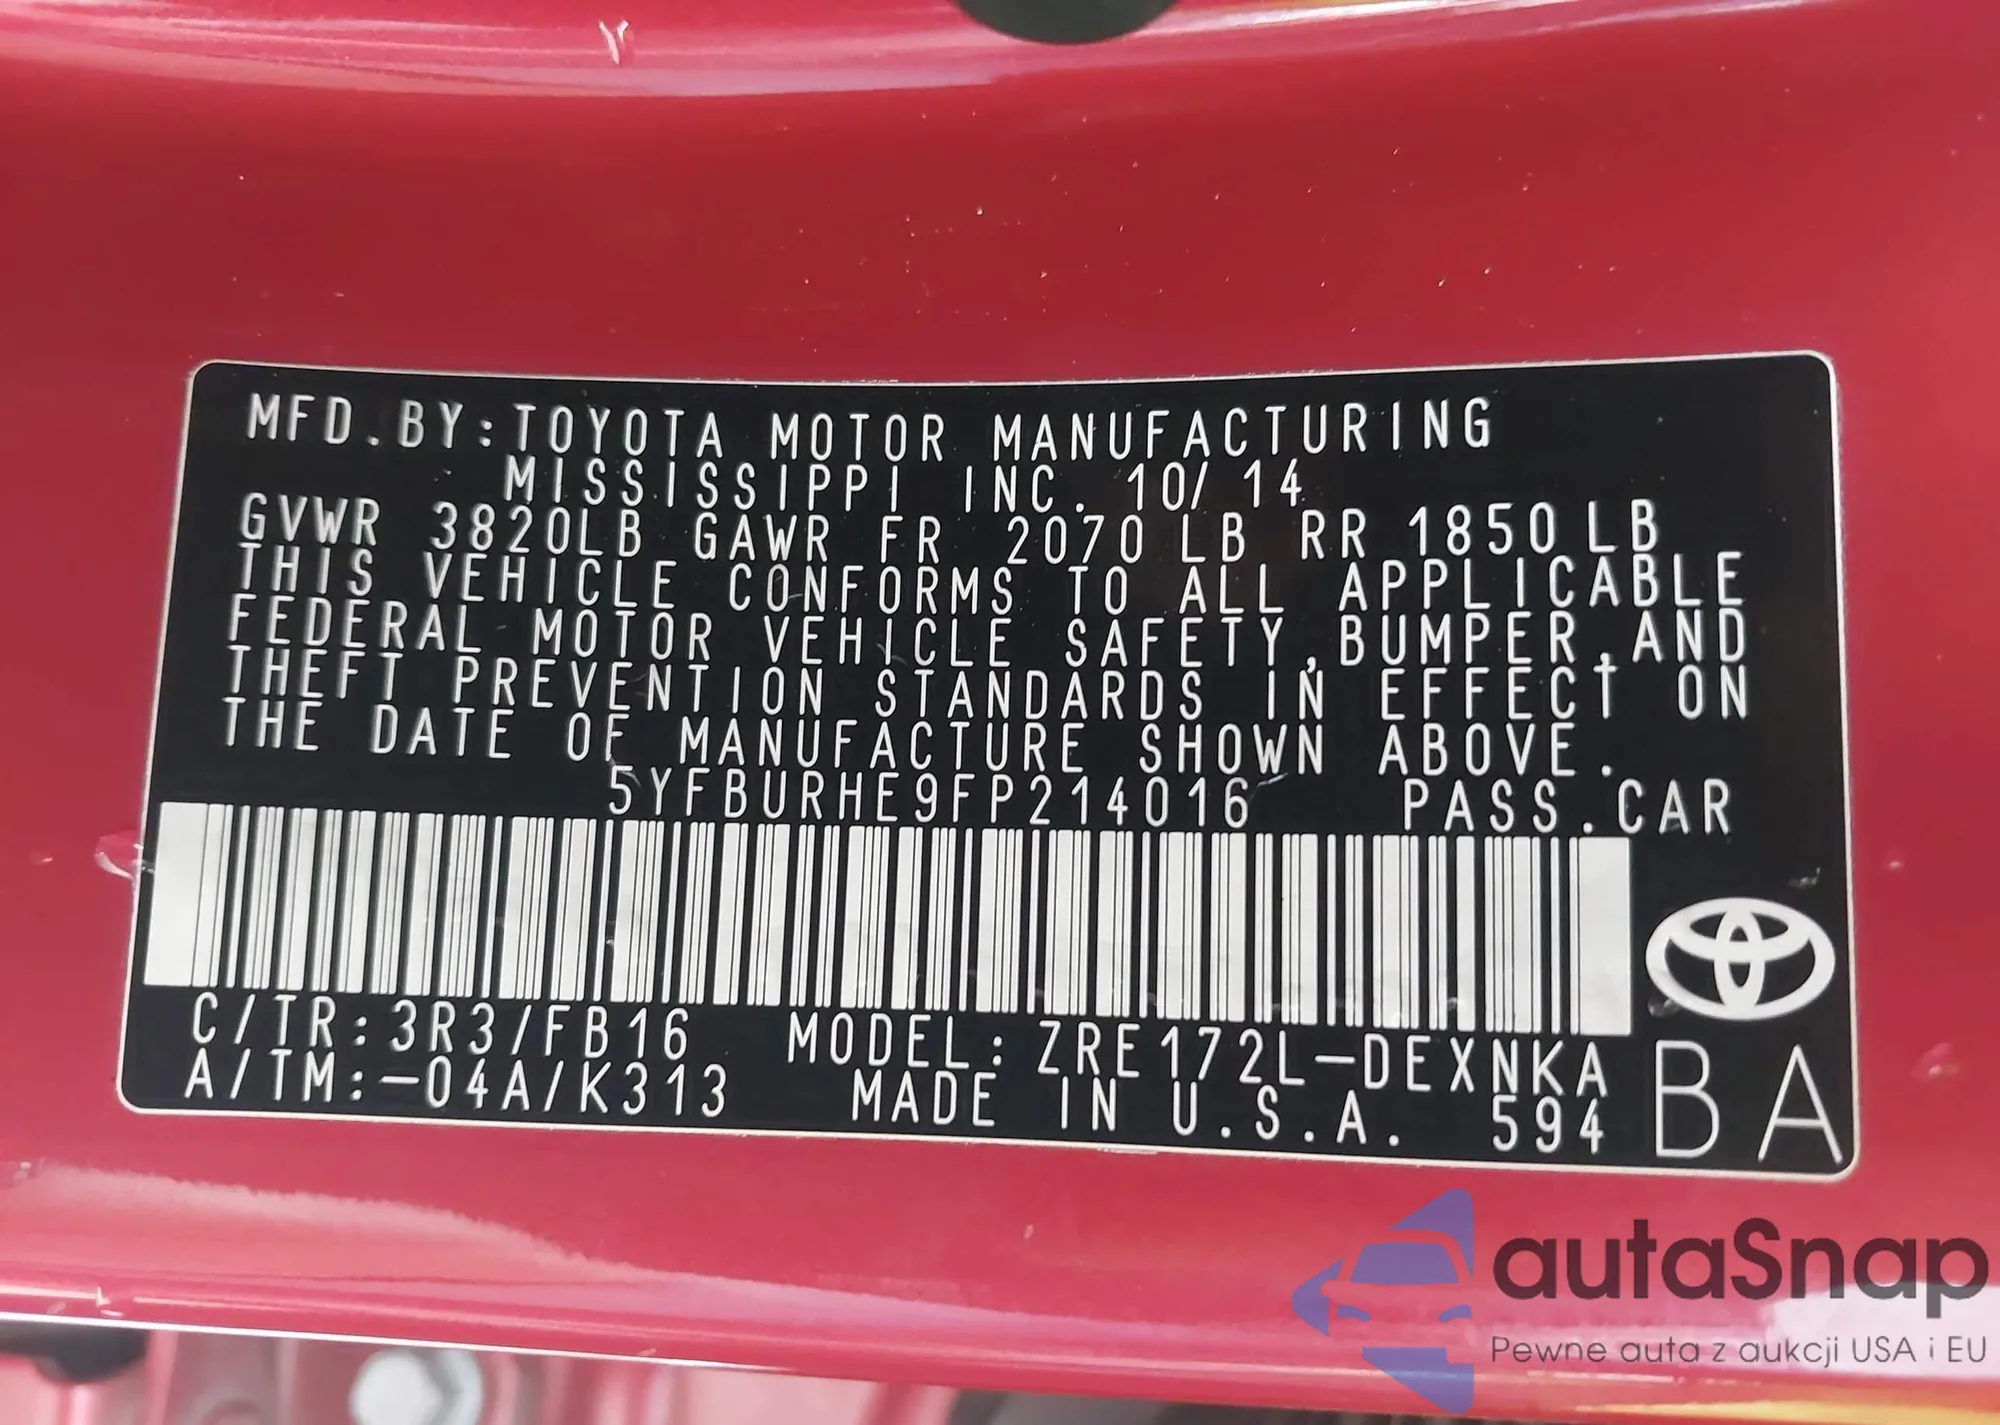 MFD.BY:TOYOTA MOTOR MANUFACTURING
MISSISSIPPI INC. 10/14
GVWR 3820LB GAWR FR 2070LB RR 1850LB
THIS VEHICLE CONFORMS TO ALL APPLICABLE
FEDERAL MOTOR VEHICLE SAFETY,BUMPER,AND
THEFT PREVENTION STANDARDS IN EFFECT ON
THE DATE OF MANUFACTURE SHOWN ABOVE.
5YFBURHE9FP214016 PASS.CAR
C/TR:3R3/FB16 MODEL:ZRE172L-DEXNKA
A/TM:-04A/K313 MADE IN U.S.A. 594
BA
autaSnap
Pewne auta z aukcji USA i EU